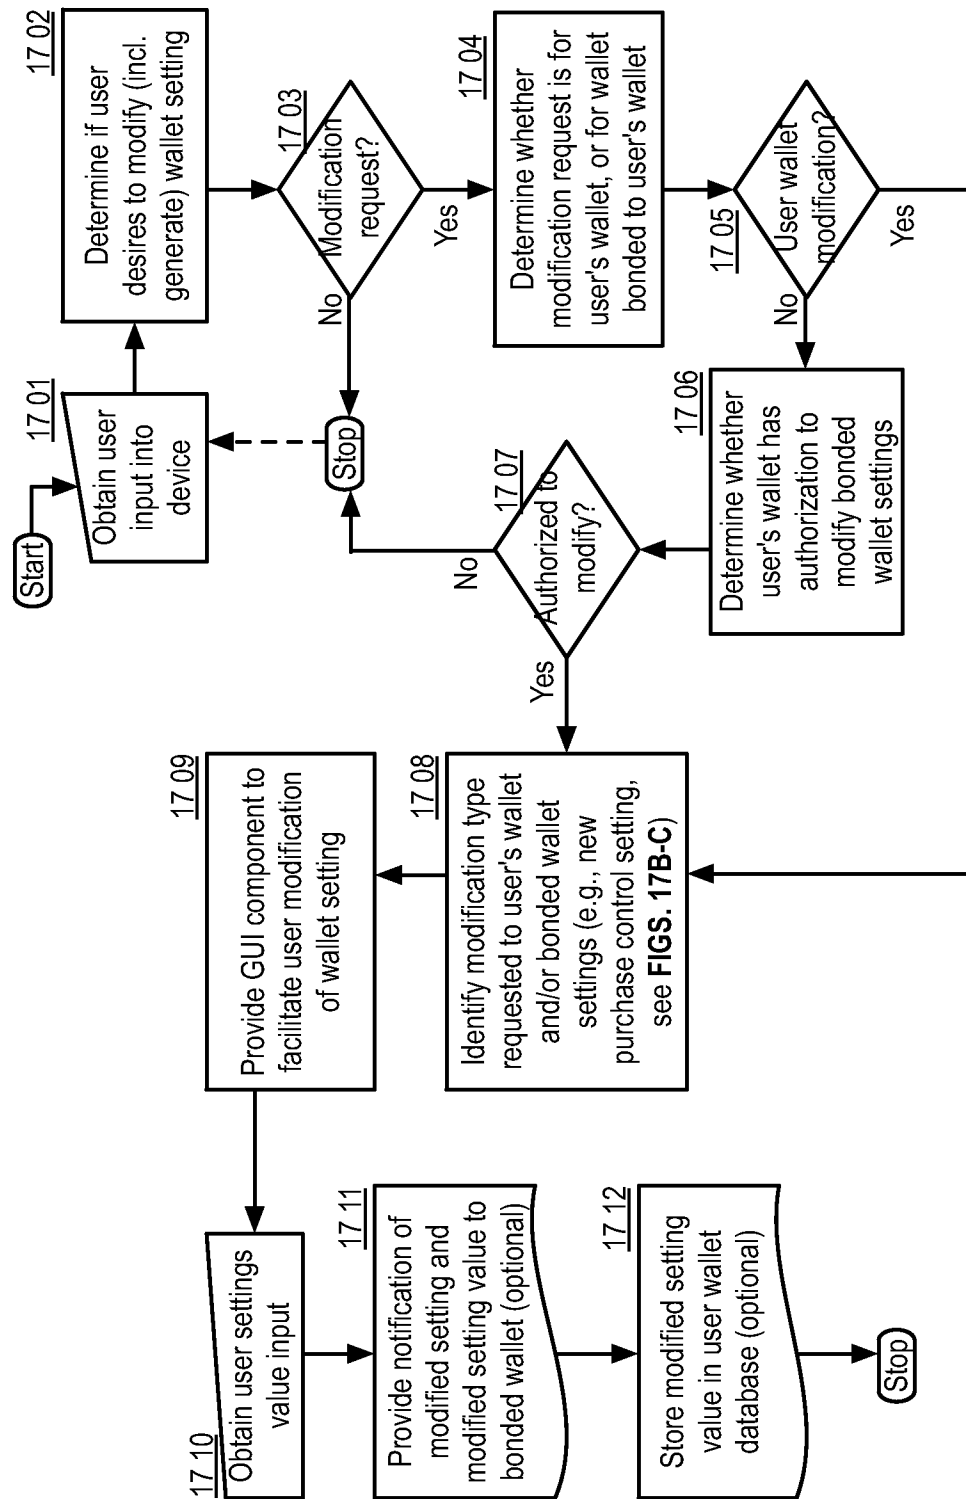 Start
17 01
Obtain user
input into
device
17 02
Determine if user
desires to modify (incl.
generate) wallet setting
17 03
Modification
request?
No
Yes
Stop
17 04
Determine whether
modification request is for
user's wallet, or for wallet
bonded to user's wallet
17 05
User wallet
modification?
No
Yes
17 06
Determine whether
user's wallet has
authorization to
modify bonded
wallet settings
17 07
Authorized to
modify?
No
Yes
17 08
Identify modification type
requested to user's wallet
and/or bonded wallet
settings (e.g., new
purchase control setting,
see FIGS. 17B-C)
17 09
Provide GUI component to
facilitate user modification
of wallet setting
17 10
Obtain user settings
value input
17 11
Provide notification of
modified setting and
modified setting value to
bonded wallet (optional)
17 12
Store modified setting
value in user wallet
database (optional)
Stop